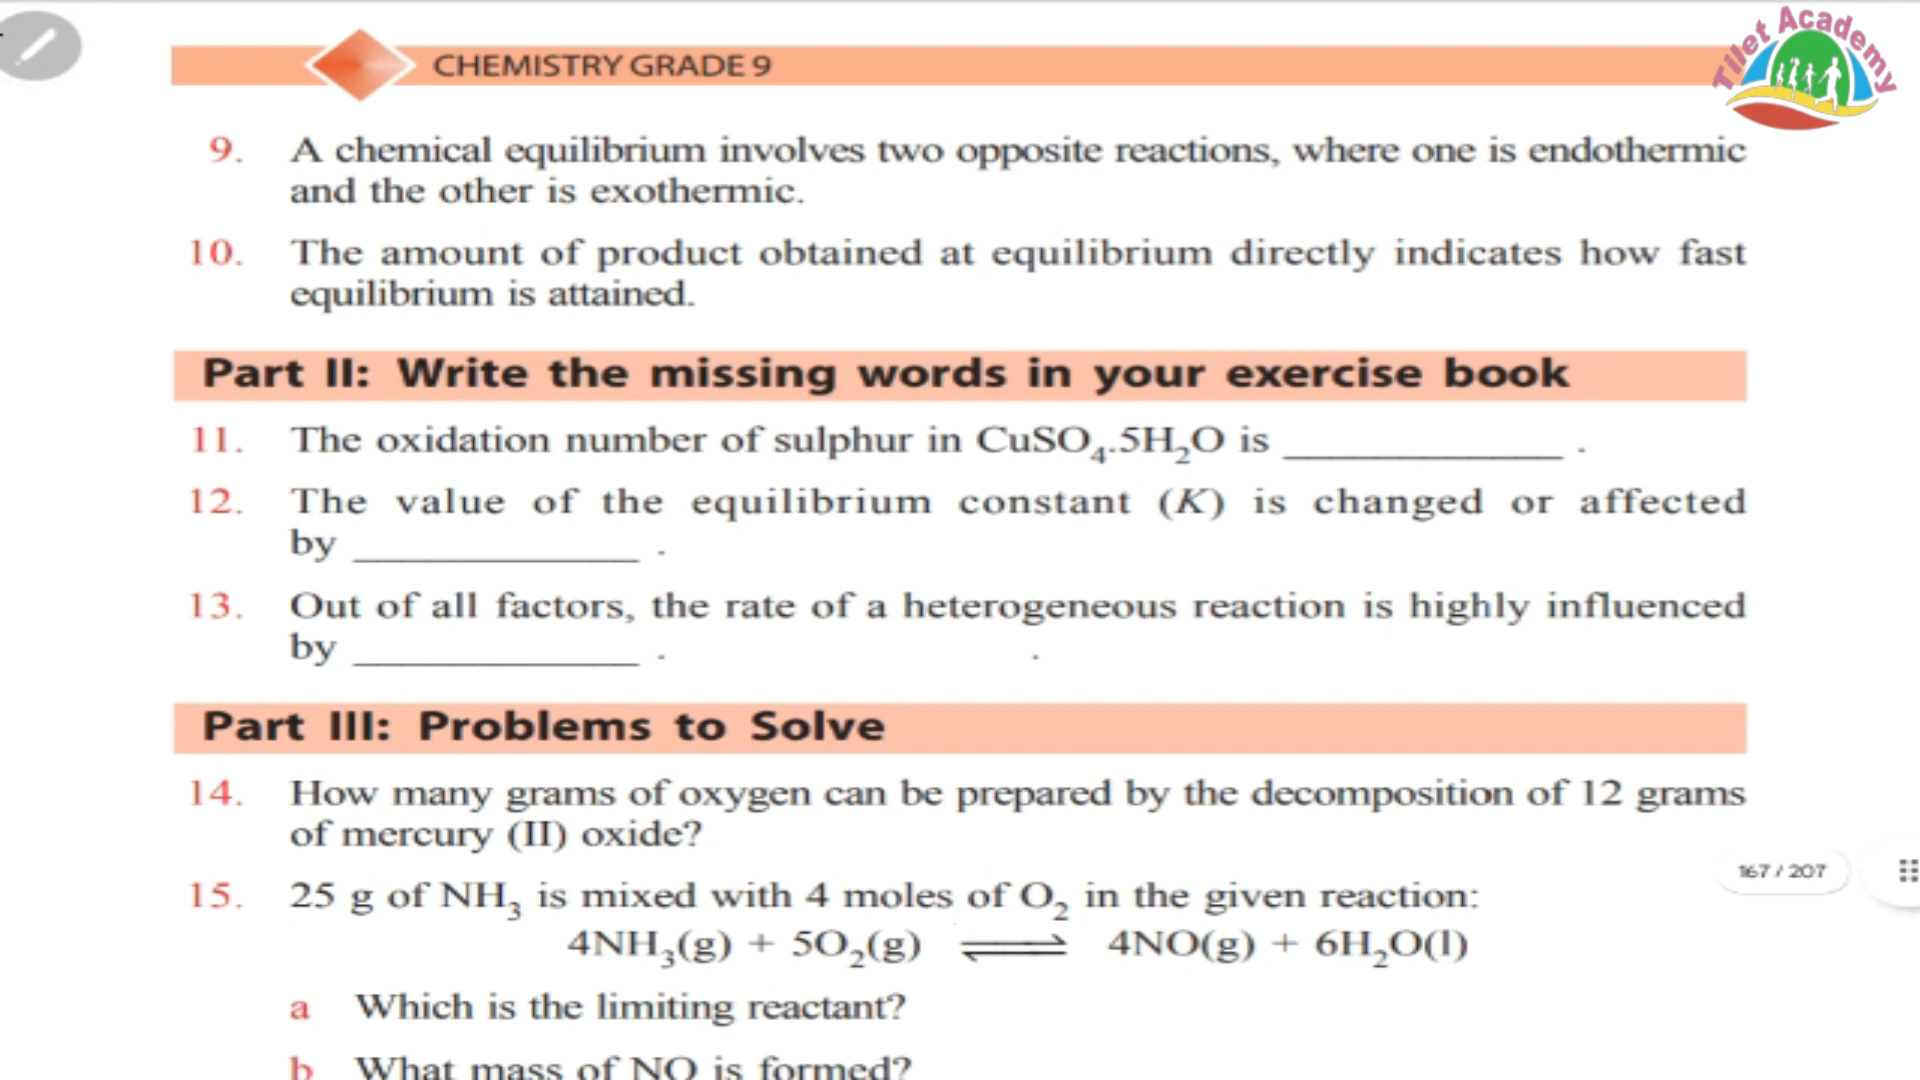 Tilet Academy
CHEMISTRY GRADE 9
9. A chemical equilibrium involves two opposite reactions, where one is endothermic
and the other is exothermic.
10. The amount of product obtained at equilibrium directly indicates how fast
equilibrium is attained.
Part II: Write the missing words in your exercise book
11. The oxidation number of sulphur in CuSO₄.5H₂O is ____________ .
12. The value of the equilibrium constant (K) is changed or affected
by ____________ .
13. Out of all factors, the rate of a heterogeneous reaction is highly influenced
by ____________ .
Part III: Problems to Solve
14. How many grams of oxygen can be prepared by the decomposition of 12 grams
of mercury (II) oxide?
167 / 207
15. 25 g of NH₃ is mixed with 4 moles of O₂ in the given reaction:
4NH₃(g) + 5O₂(g) ⇌ 4NO(g) + 6H₂O(l)
a Which is the limiting reactant?
b What mass of NO is formed?